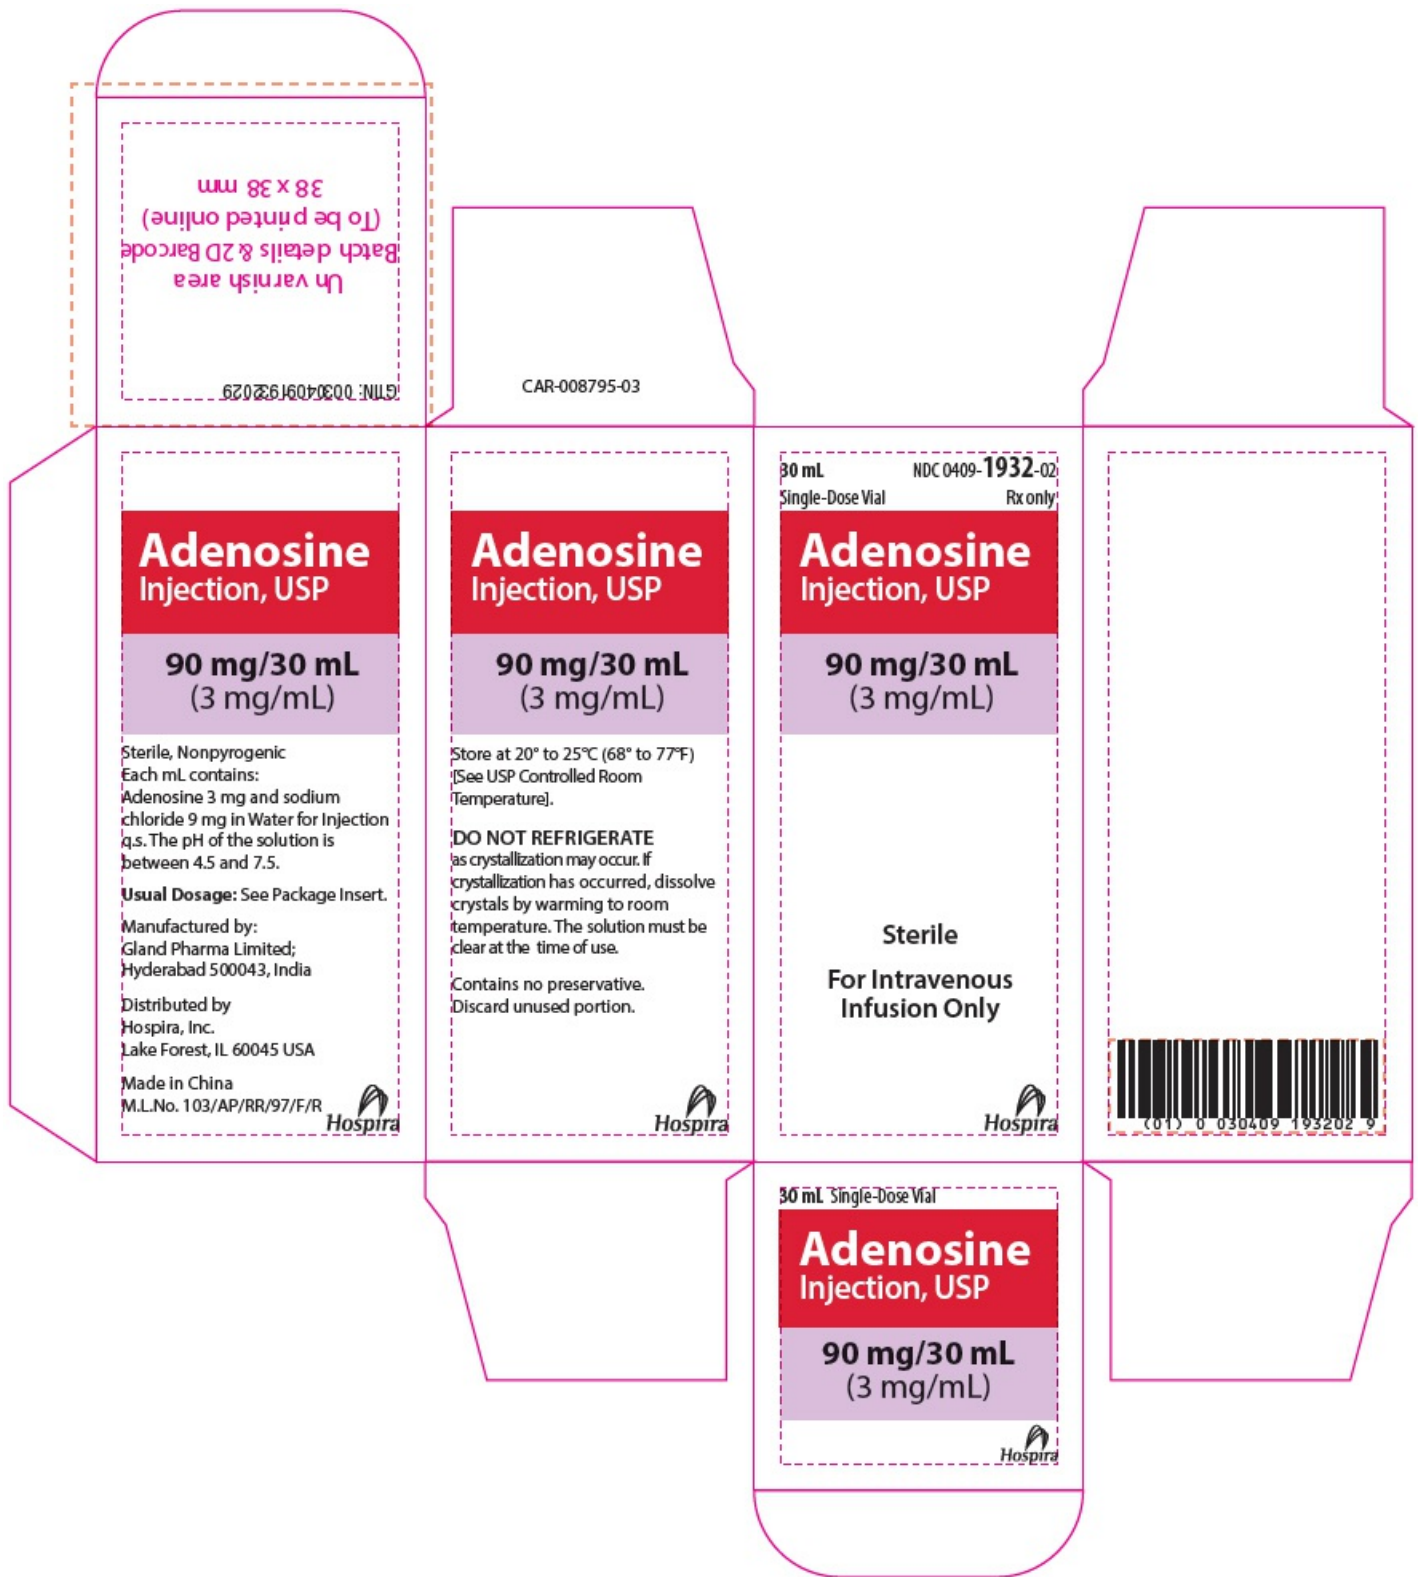 Un varnish area
Batch details & 2D Barcode
(To be printed online)
38 x 38 mm
GTIN: 00304091932029
CAR-008795-03
Adenosine
Injection, USP
90 mg/30 mL
(3 mg/mL)
Sterile, Nonpyrogenic
Each mL contains:
Adenosine 3 mg and sodium
chloride 9 mg in Water for Injection
q.s. The pH of the solution is
between 4.5 and 7.5.
Usual Dosage: See Package Insert.
Manufactured by:
Gland Pharma Limited;
Hyderabad 500043, India
Distributed by
Hospira, Inc.
Lake Forest, IL 60045 USA
Made in China
M.L.No. 103/AP/RR/97/F/R
Hospira
Adenosine
Injection, USP
90 mg/30 mL
(3 mg/mL)
Store at 20° to 25°C (68° to 77°F)
[See USP Controlled Room
Temperature].
DO NOT REFRIGERATE
as crystallization may occur. If
crystallization has occurred, dissolve
crystals by warming to room
temperature. The solution must be
clear at the time of use.
Contains no preservative.
Discard unused portion.
Hospira
30 mL NDC 0409-1932-02
Single-Dose Vial Rx only
Adenosine
Injection, USP
90 mg/30 mL
(3 mg/mL)
Sterile
For Intravenous
Infusion Only
Hospira
(01) 0 030409 193202 9
30 mL Single-Dose Vial
Adenosine
Injection, USP
90 mg/30 mL
(3 mg/mL)
Hospira